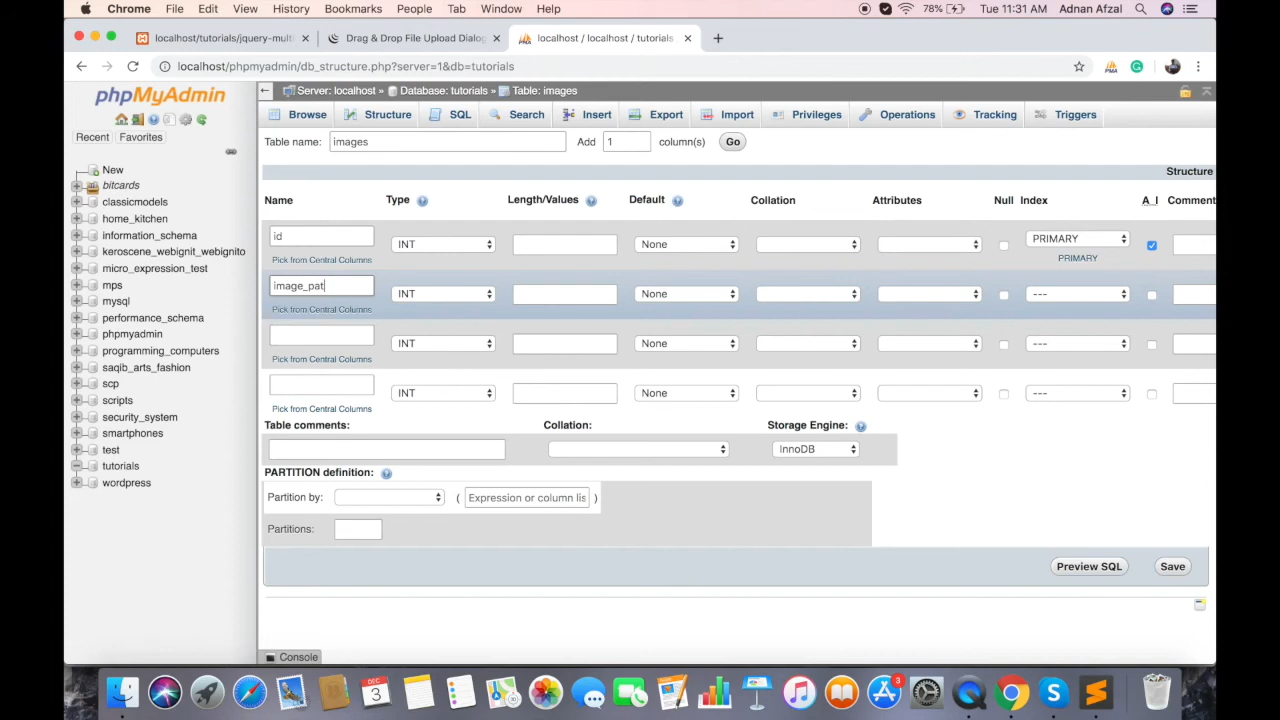 Chrome File Edit View History Bookmarks People Tab Window Help 78% Tue 11:31 AM Adnan Afzal
localhost/tutorials/jquery-multi × Drag & Drop File Upload Dialog × localhost / localhost / tutorials × +
localhost/phpmyadmin/db_structure.php?server=1&db=tutorials
phpMyAdmin
Recent Favorites
New
bitcards
classicmodels
home_kitchen
information_schema
keroscene_webignit_webignito
micro_expression_test
mps
mysql
performance_schema
phpmyadmin
programming_computers
saqib_arts_fashion
scp
scripts
security_system
smartphones
test
tutorials
wordpress
Server: localhost » Database: tutorials » Table: images
Browse Structure SQL Search Insert Export Import Privileges Operations Tracking Triggers
Table name: images Add 1 column(s) Go
Structure
Name Type Length/Values Default Collation Attributes Null Index A_I Comment
id INT None PRIMARY
Pick from Central Columns PRIMARY
image_pat INT None ---
Pick from Central Columns
INT None ---
Pick from Central Columns
INT None ---
Pick from Central Columns
Table comments: Collation: Storage Engine:
InnoDB
PARTITION definition:
Partition by: ( Expression or column lis )
Partitions:
Preview SQL Save
Console
DEC
3
3